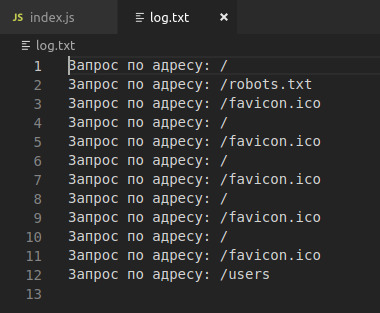 JS index.js log.txt ×
log.txt
1 Запрос по адресу: /
2 Запрос по адресу: /robots.txt
3 Запрос по адресу: /favicon.ico
4 Запрос по адресу: /
5 Запрос по адресу: /favicon.ico
6 Запрос по адресу: /
7 Запрос по адресу: /favicon.ico
8 Запрос по адресу: /
9 Запрос по адресу: /favicon.ico
10 Запрос по адресу: /
11 Запрос по адресу: /favicon.ico
12 Запрос по адресу: /users
13